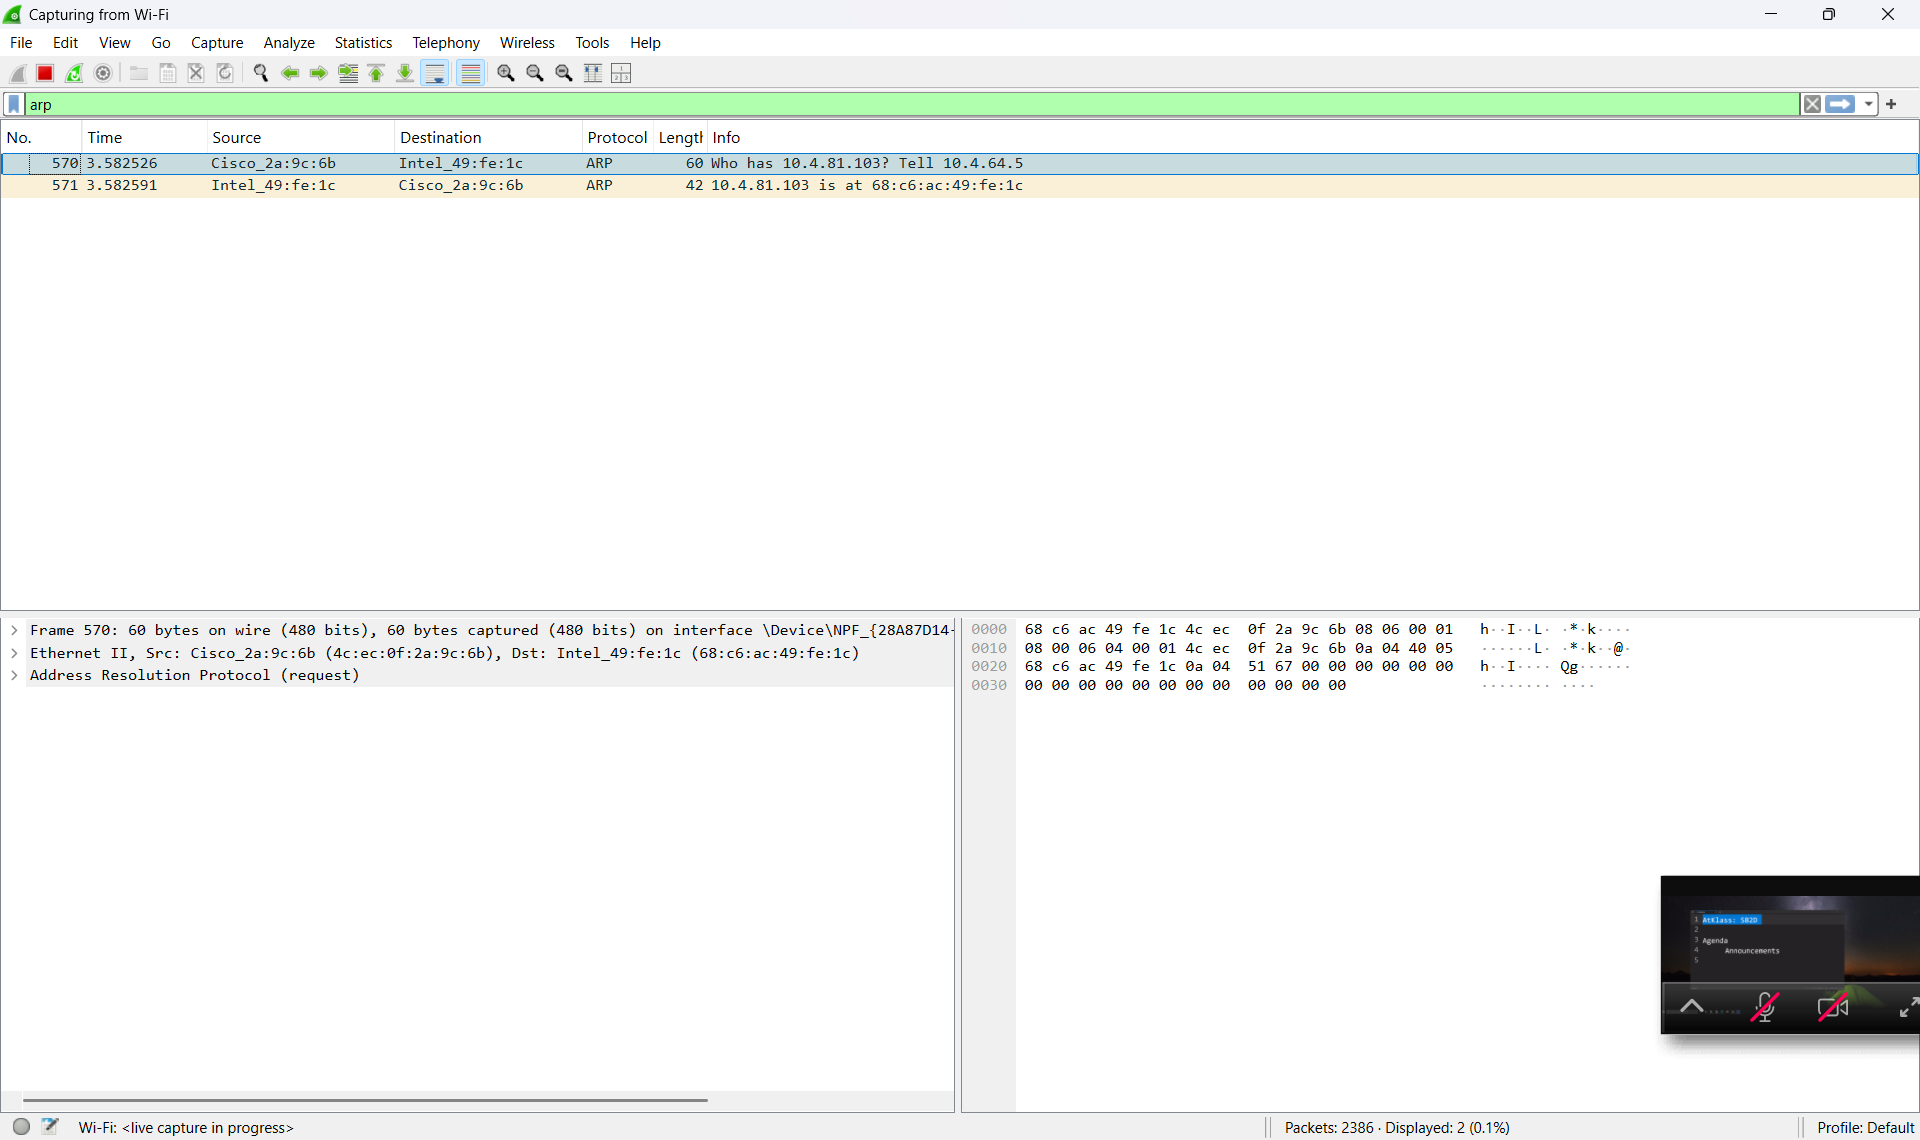 Capturing from Wi-Fi
File Edit View Go Capture Analyze Statistics Telephony Wireless Tools Help
arp
No. Time Source Destination Protocol Lengt Info
570 3.582526 Cisco_2a:9c:6b Intel_49:fe:1c ARP 60 Who has 10.4.81.103? Tell 10.4.64.5
571 3.582591 Intel_49:fe:1c Cisco_2a:9c:6b ARP 42 10.4.81.103 is at 68:c6:ac:49:fe:1c
Frame 570: 60 bytes on wire (480 bits), 60 bytes captured (480 bits) on interface \Device\NPF_{28A87D14-
Ethernet II, Src: Cisco_2a:9c:6b (4c:ec:0f:2a:9c:6b), Dst: Intel_49:fe:1c (68:c6:ac:49:fe:1c)
Address Resolution Protocol (request)
0000 68 c6 ac 49 fe 1c 4c ec 0f 2a 9c 6b 08 06 00 01 h··I··L· ·*·k····
0010 08 00 06 04 00 01 4c ec 0f 2a 9c 6b 0a 04 40 05 ······L· ·*·k··@·
0020 68 c6 ac 49 fe 1c 0a 04 51 67 00 00 00 00 00 00 h··I···· Qg······
0030 00 00 00 00 00 00 00 00 00 00 00 00 ········ ····
1 AtKlass: SB2D
2
3 Agenda
4 Announcements
5
Wi-Fi: <live capture in progress> Packets: 2386 · Displayed: 2 (0.1%) Profile: Default